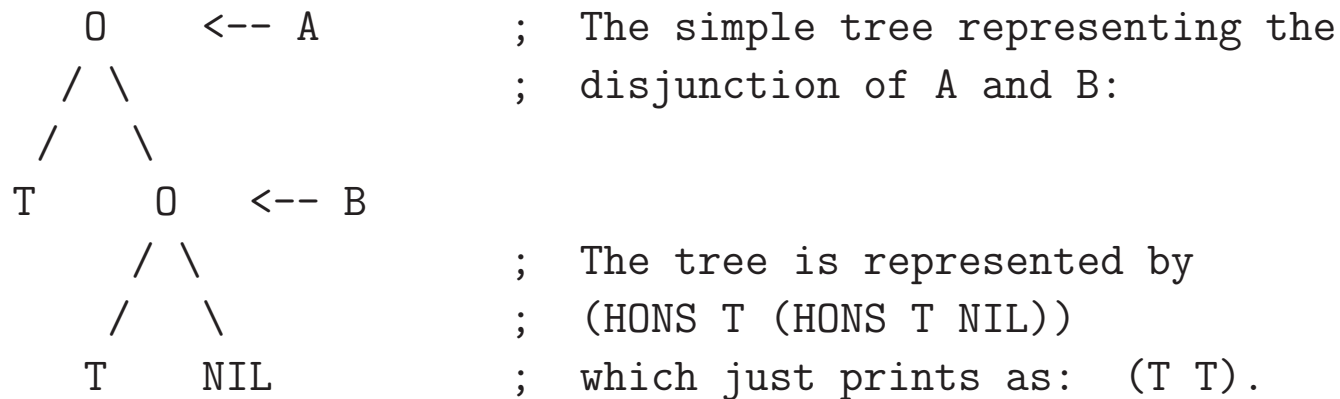 O <-- A ; The simple tree representing the
/ \ ; disjunction of A and B:
/ \
T O <-- B
/ \ ; The tree is represented by
/ \ ; (HONS T (HONS T NIL))
T NIL ; which just prints as: (T T).